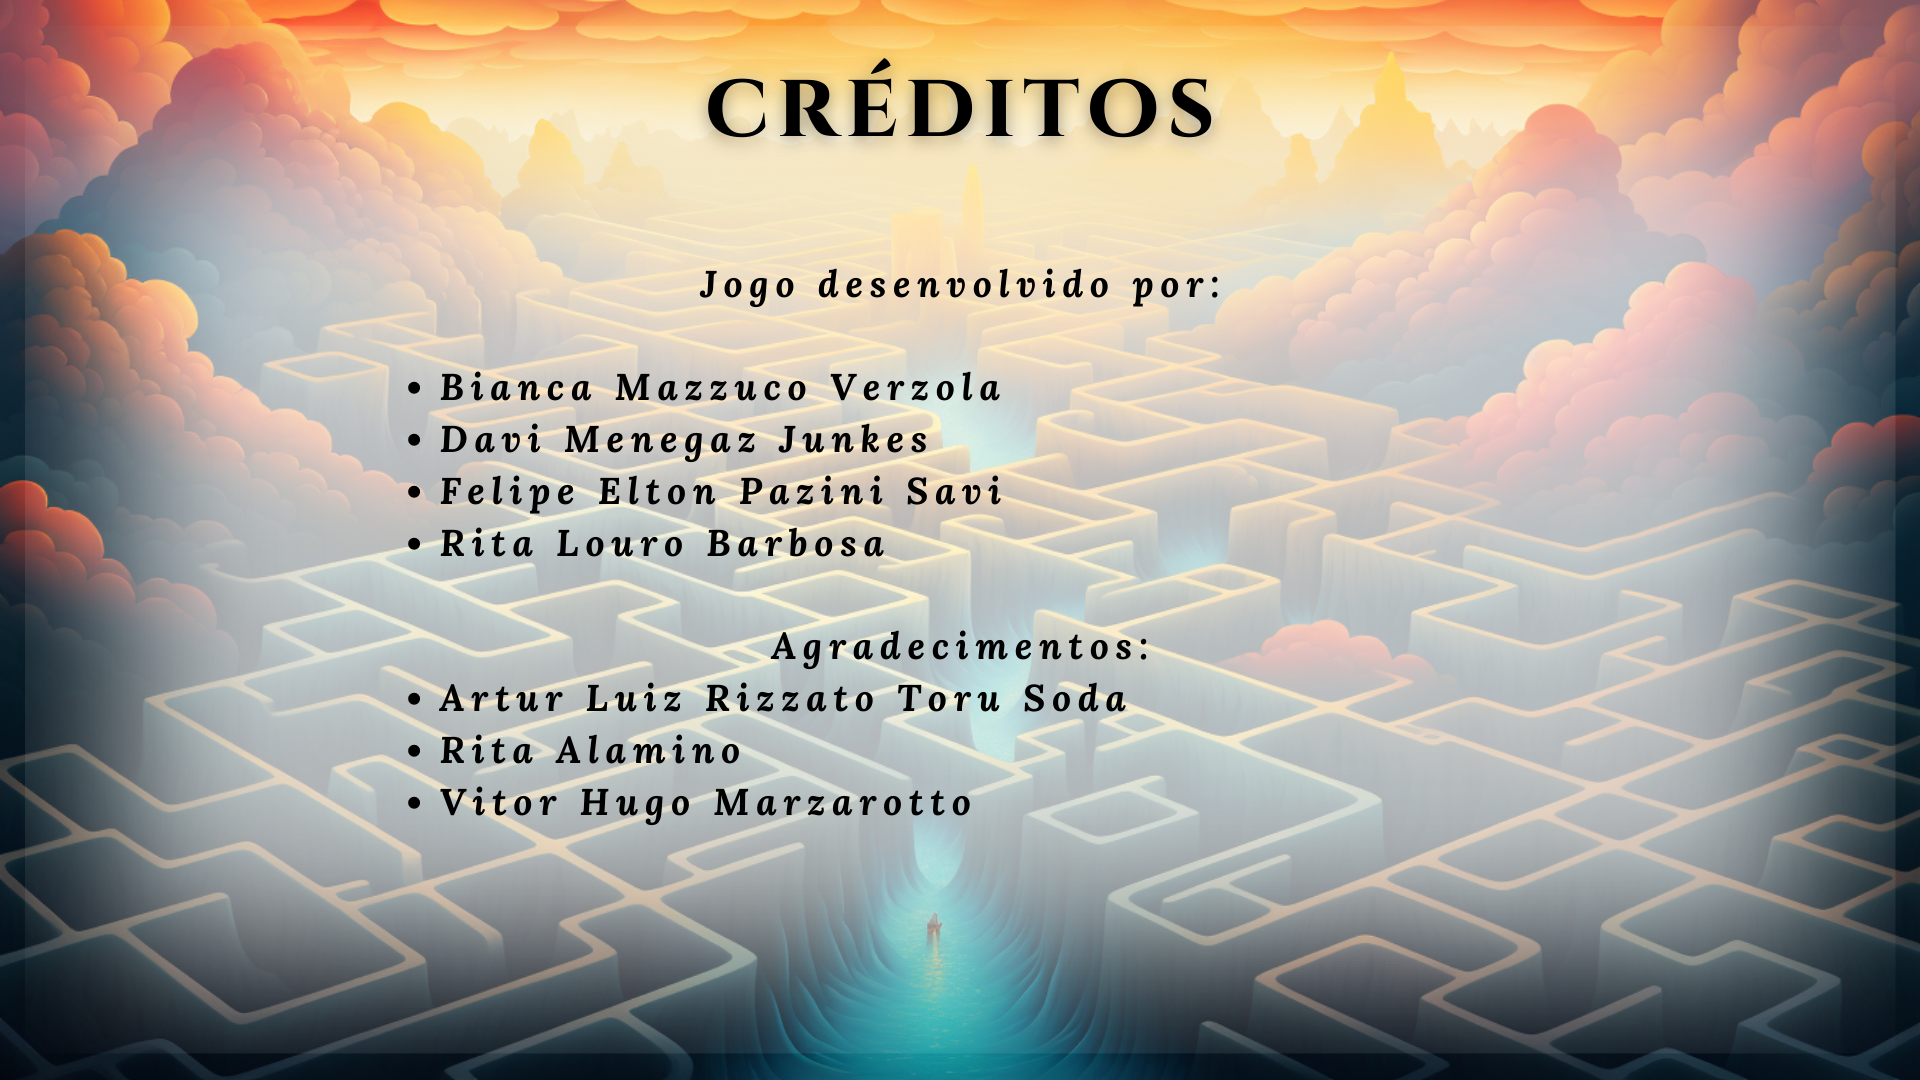 CRÉDITOS
Jogo desenvolvido por:
• Bianca Mazzuco Verzola
• Davi Menegaz Junkes
• Felipe Elton Pazini Savi
• Rita Louro Barbosa
Agradecimentos:
• Artur Luiz Rizzato Toru Soda
• Rita Alamino
• Vitor Hugo Marzarotto